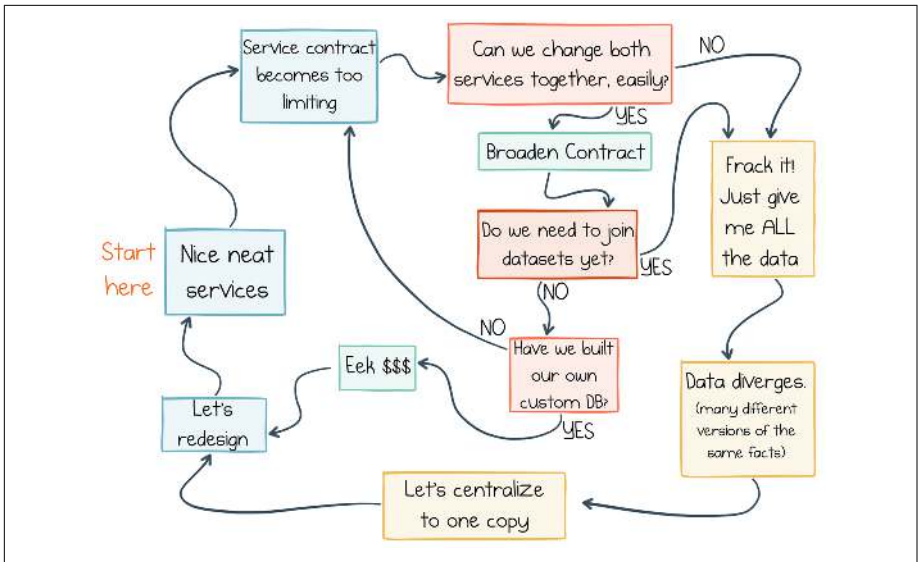 Service contract
becomes too
limiting
Can we change both
services together, easily?
NO
YES
Broaden Contract
Frack it!
Just give
me ALL
the data
Do we need to join
datasets yet?
YES
NO
Start
here
Nice neat
services
NO
Have we built
our own
custom DB?
YES
Eek $$$
Data diverges.
(many different
versions of the
same facts)
Let's
redesign
Let's centralize
to one copy